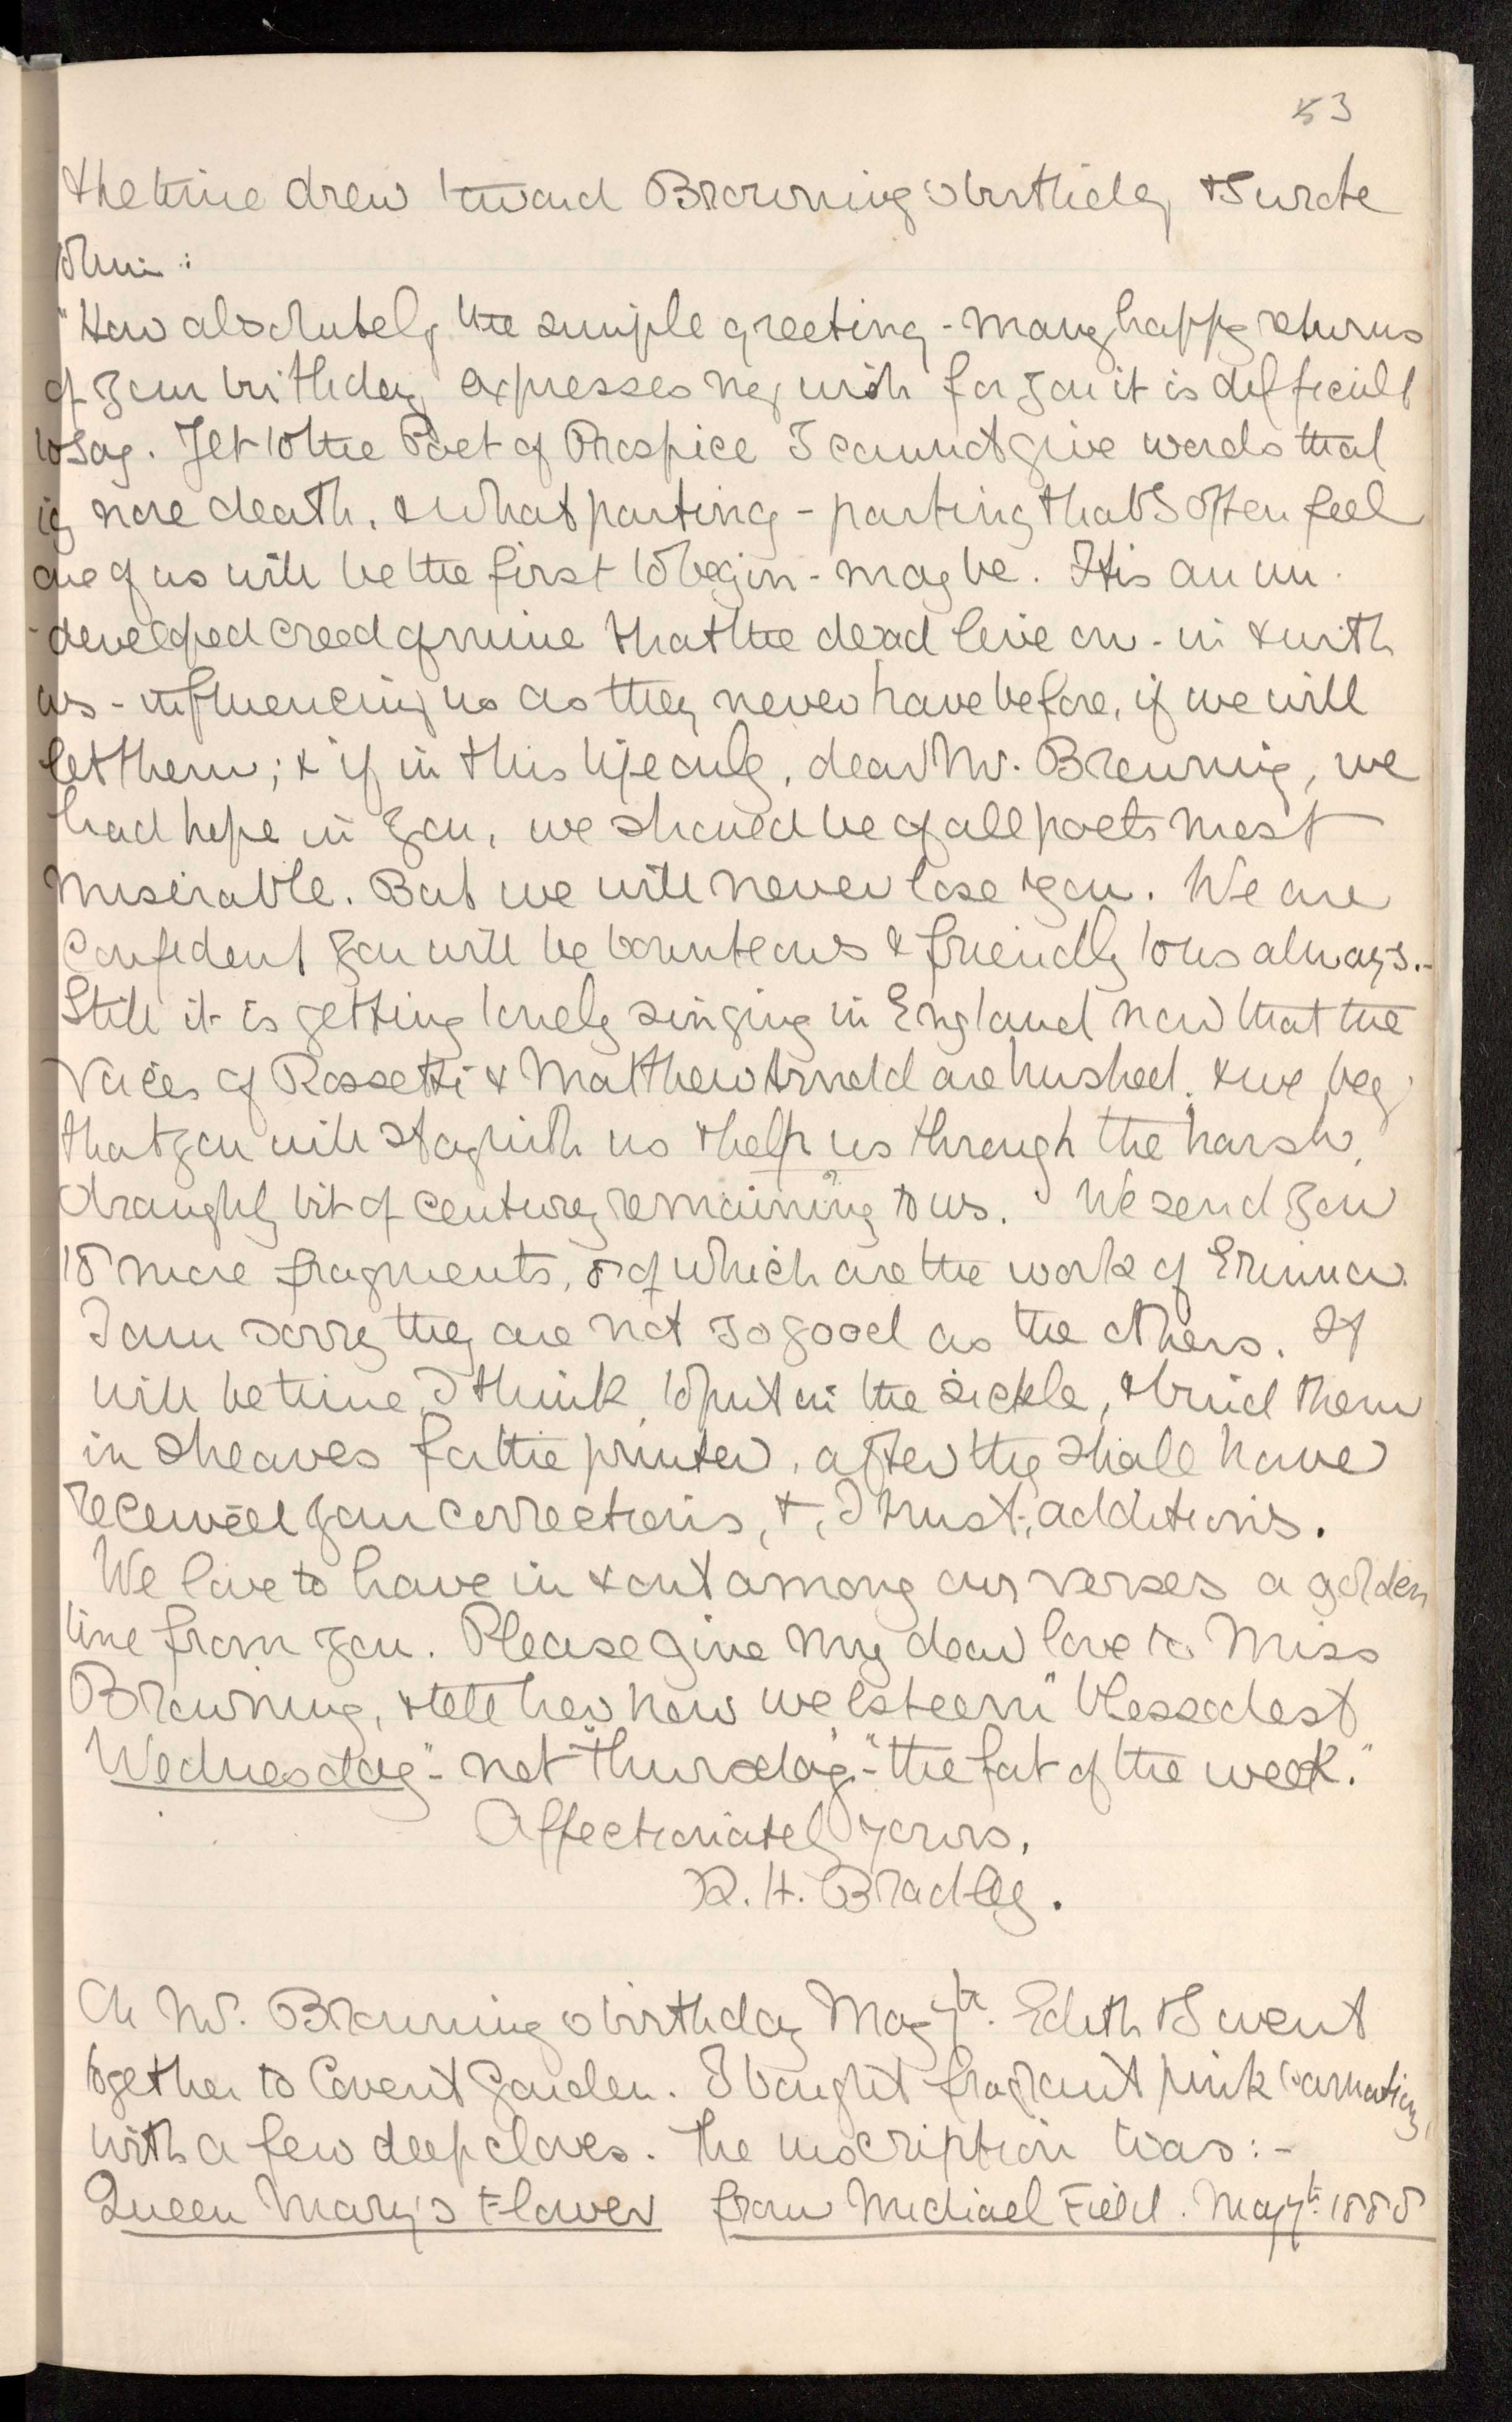 53
& the time drew toward Browning's birthday & I wrote
to him:
"How absolutely the simple greeting - many happy returns
of your birthday expresses my wish for you it is difficult
to say. Yet to the Poet of Prospice I cannot give words that
ig nore death, & what parting - parting that I often feel
one of us will be the first to begin - may be. It is an un-
-developed creed of mine that the dead live on - in & with
us - influencing us as they never have before, if we will
let them; & if in this life only, dear Mr. Browning, we
had hope in you, we should be of all poets most
miserable. But we will never lose you. We are
confident you will be bounteous & friendly to us always.-
Still it is getting lonely singing in England now that the
voices of Rossetti & Matthew Arnold are hushed, & we beg
that you will stay with us & help us through the harsh,
draughty bit of century remaining to us. We send you
18 more fragments, 8 of which are the work of Erinna.
I am sorry they are not so good as the others. It
will be time, I think, to put in the sickle, & bind them
in sheaves for the printer, after they shall have
received your corrections, &, I trust, additions.
We love to have in & out among our verses a golden
line from you. Please give my dear love to Miss
Browning, & tell her how we esteem "blessedest
Wednesday" - not "Thursday" - "the fat of the week."
Affectionately yours,
K. H. Bradley.
On Mr. Browning's birthday May 7th. Edith & I went
together to Covent Garden. I bought fragrant pink carnations,
with a few deep cloves. The inscription was:-
Queen Mary's Flower from Michael Field. May 7th. 1888